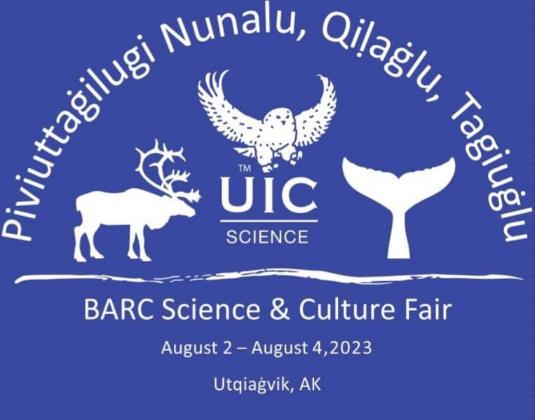 Piviuttaġilugi Nunalu, Qiḷaġlu, Taġiuġlu
TM
UIC
SCIENCE
BARC Science & Culture Fair
August 2 – August 4,2023
Utqiaġvik, AK